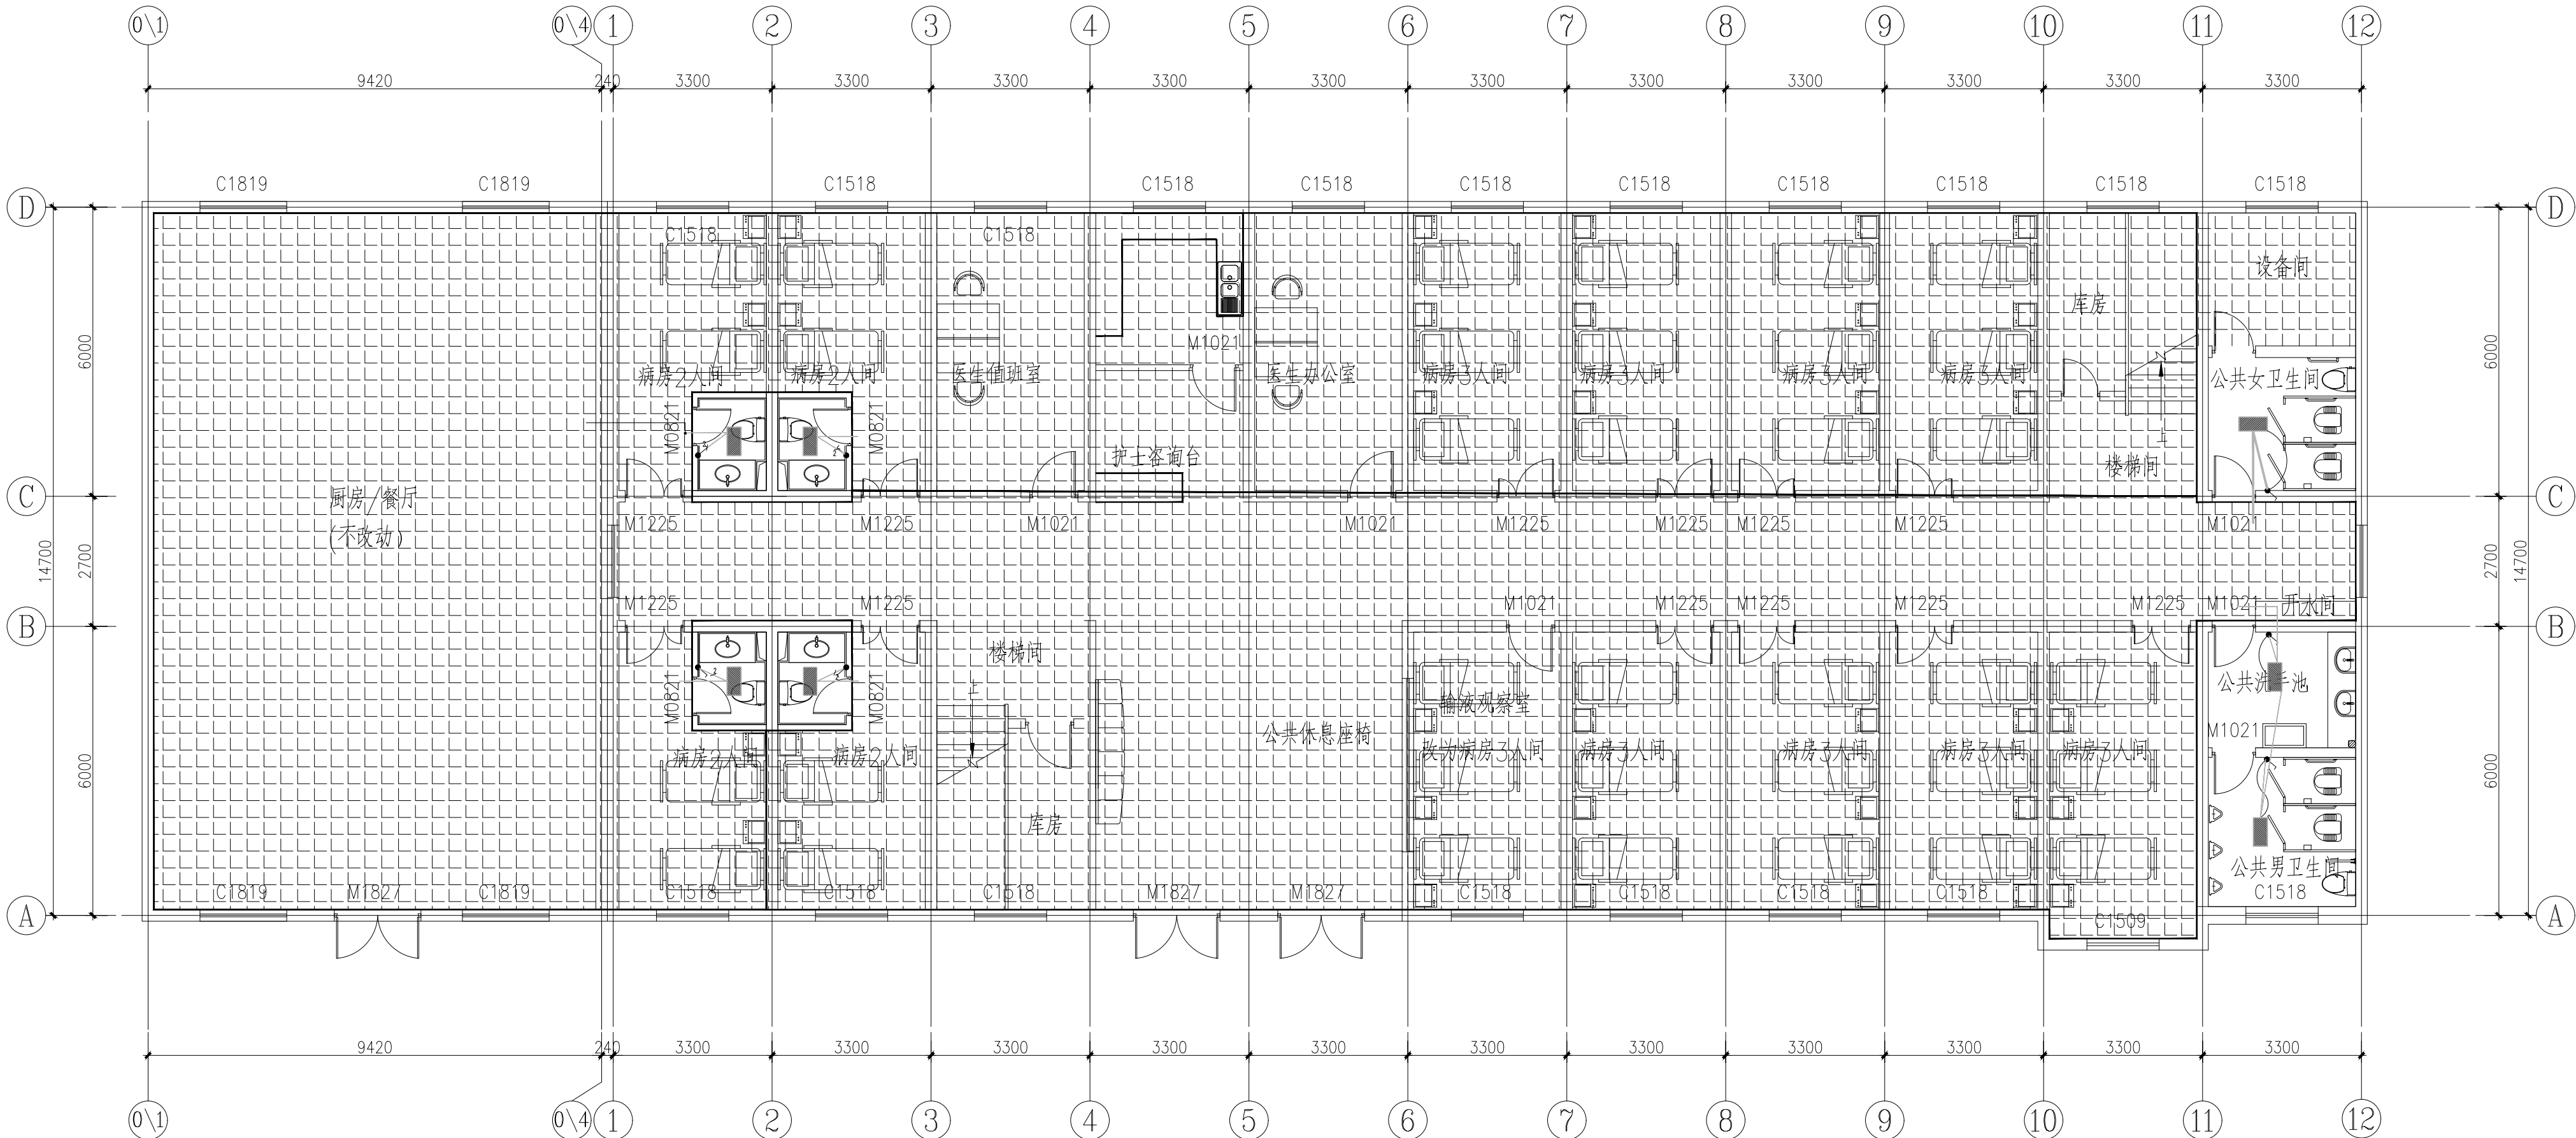 0\1 0\4 1 2 3 4 5 6 7 8 9 10 11 12
9420 240 3300 3300 3300 3300 3300 3300 3300 3300 3300 3300 3300
C1819 C1819 C1518 C1518 C1518 C1518 C1518 C1518 C1518 C1518 C1518
D D
C1518 C1518
设备间
库房
6000 6000
M1021
病房2人间 病房2人间 医生值班室 医生办公室 病房3人间 病房3人间 病房3人间 病房3人间 公共女卫生间
M0821 M0821
上
护士咨询台 楼梯间
C C
厨房/餐厅
(不改动)
M1225 M1225 M1021 M1021 M1225 M1225 M1225 M1225 M1021
14700 2700 2700 14700
M1225 M1225 M1021 M1225 M1225 M1225 M1225 M1021 开水间
B B
楼梯间
上
M0821 M0821
公共洗手池
输液观察室
公共休息座椅 M1021
病房2人间 病房2人间 改为病房3人间 病房3人间 病房3人间 病房3人间 病房3人间
6000 6000
库房
公共男卫生间
C1819 M1827 C1819 C1518 C1518 C1518 M1827 M1827 C1518 C1518 C1518 C1518 C1518
A A
C1509
9420 240 3300 3300 3300 3300 3300 3300 3300 3300 3300 3300 3300
0\1 0\4 1 2 3 4 5 6 7 8 9 10 11 12